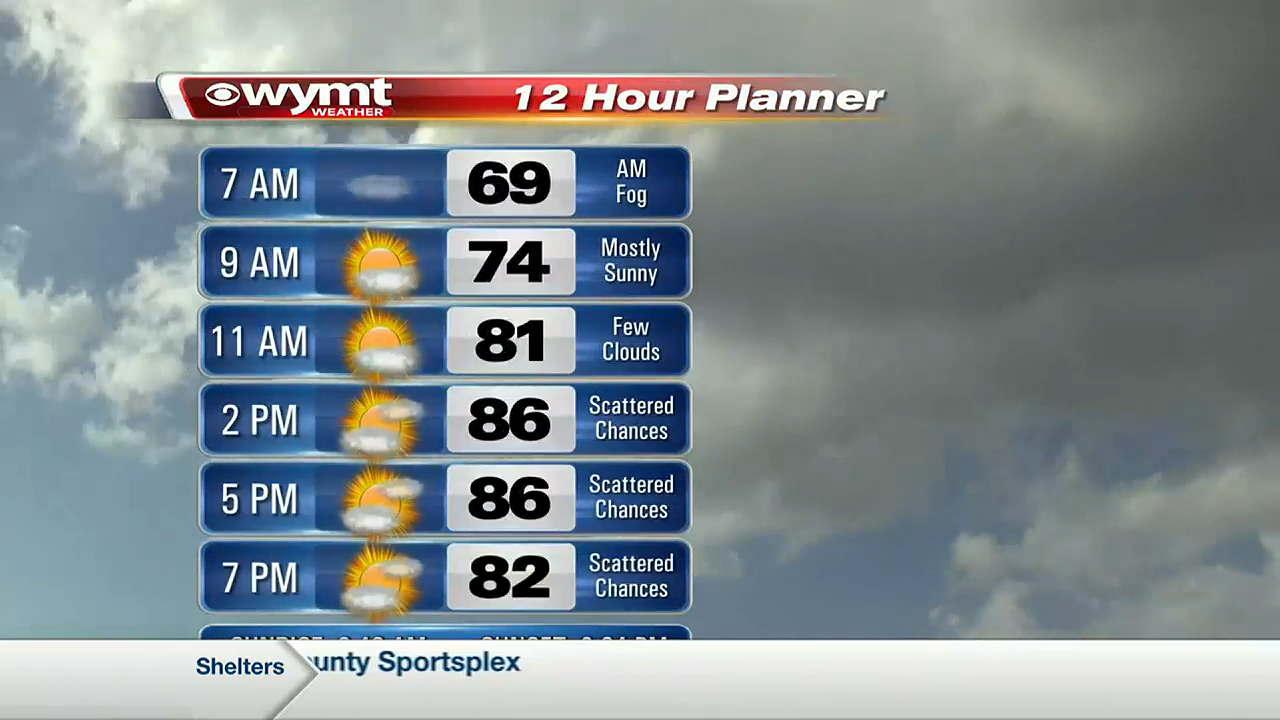 wymt
WEATHER
12 Hour Planner
7 AM
69
AM
Fog
9 AM
74
Mostly
Sunny
11 AM
81
Few
Clouds
2 PM
86
Scattered
Chances
5 PM
86
Scattered
Chances
7 PM
82
Scattered
Chances
Shelters
Sportsplex